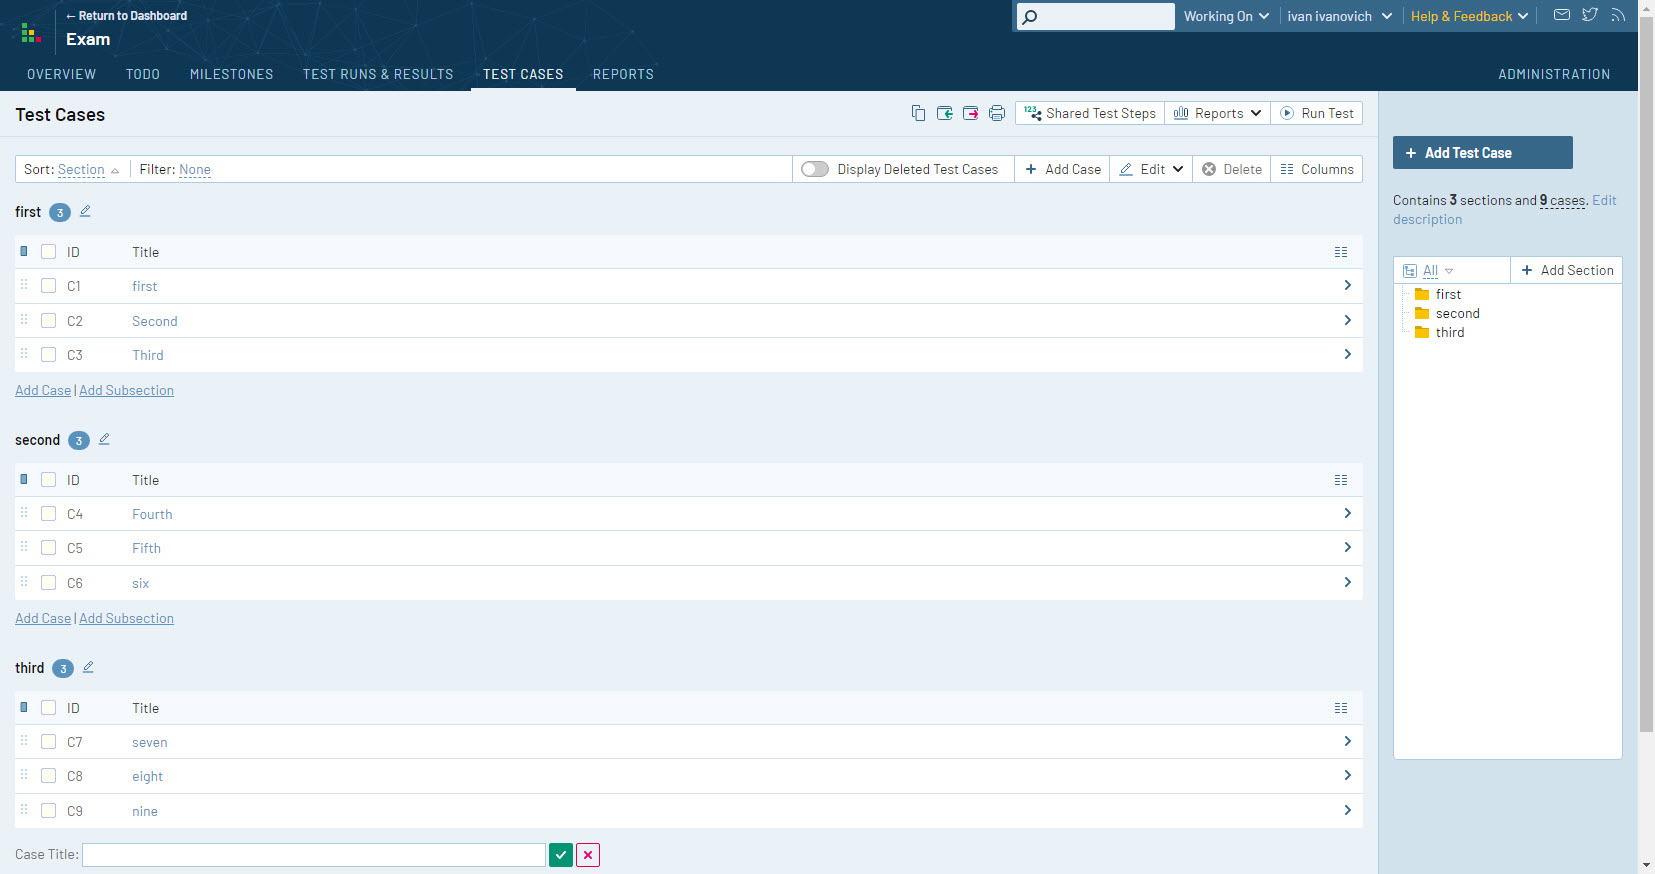 ← Return to Dashboard
Exam
Working On
ivan ivanovich
Help & Feedback
OVERVIEW TODO MILESTONES TEST RUNS & RESULTS TEST CASES REPORTS ADMINISTRATION
Test Cases
123 Shared Test Steps Reports Run Test
Sort: Section Filter: None Display Deleted Test Cases + Add Case Edit Delete Columns
first 3
ID Title
C1 first
C2 Second
C3 Third
Add Case | Add Subsection
second 3
ID Title
C4 Fourth
C5 Fifth
C6 six
Add Case | Add Subsection
third 3
ID Title
C7 seven
C8 eight
C9 nine
Case Title:
+ Add Test Case
Contains 3 sections and 9 cases. Edit
description
All + Add Section
first
second
third